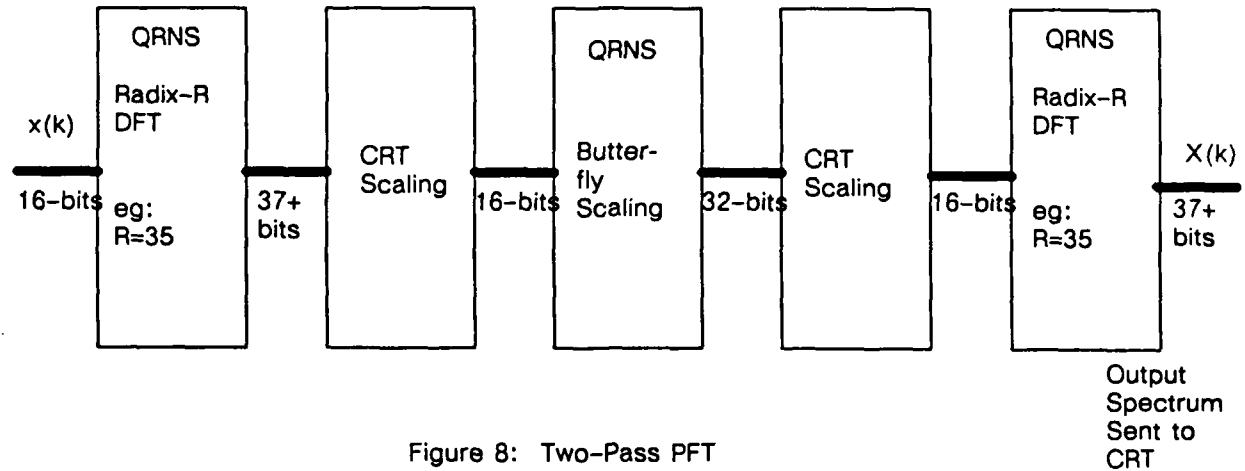 x(k)
16-bits
QRNS
Radix-R
DFT
eg:
R=35
37+
bits
CRT
Scaling
16-bits
QRNS
Butter-
fly
Scaling
32-bits
CRT
Scaling
16-bits
QRNS
Radix-R
DFT
eg:
R=35
X(k)
37+
bits
Output
Spectrum
Sent to
CRT
Figure 8: Two-Pass PFT